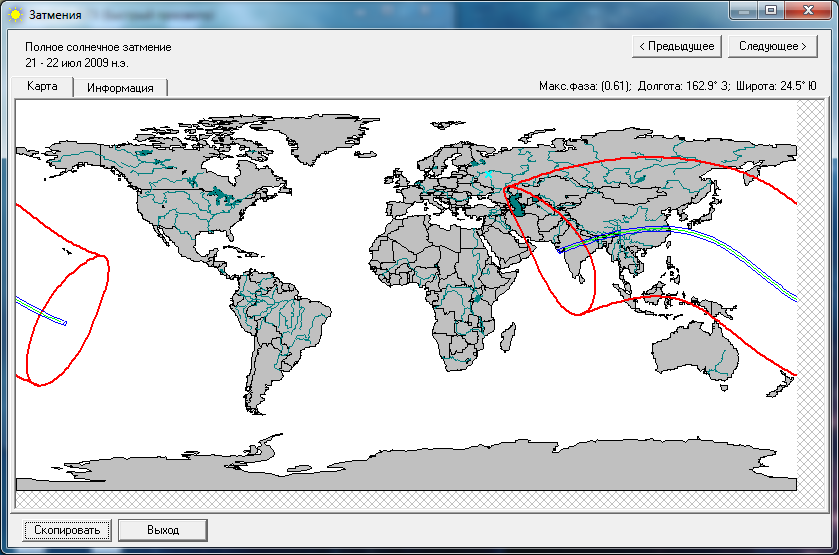 Затмения
Полное солнечное затмение
21 - 22 июл 2009 н.э.
< Предыдущее
Следующее >
Карта
Информация
Макс.фаза: (0.61); Долгота: 162.9° З; Широта: 24.5° Ю
Скопировать
Выход